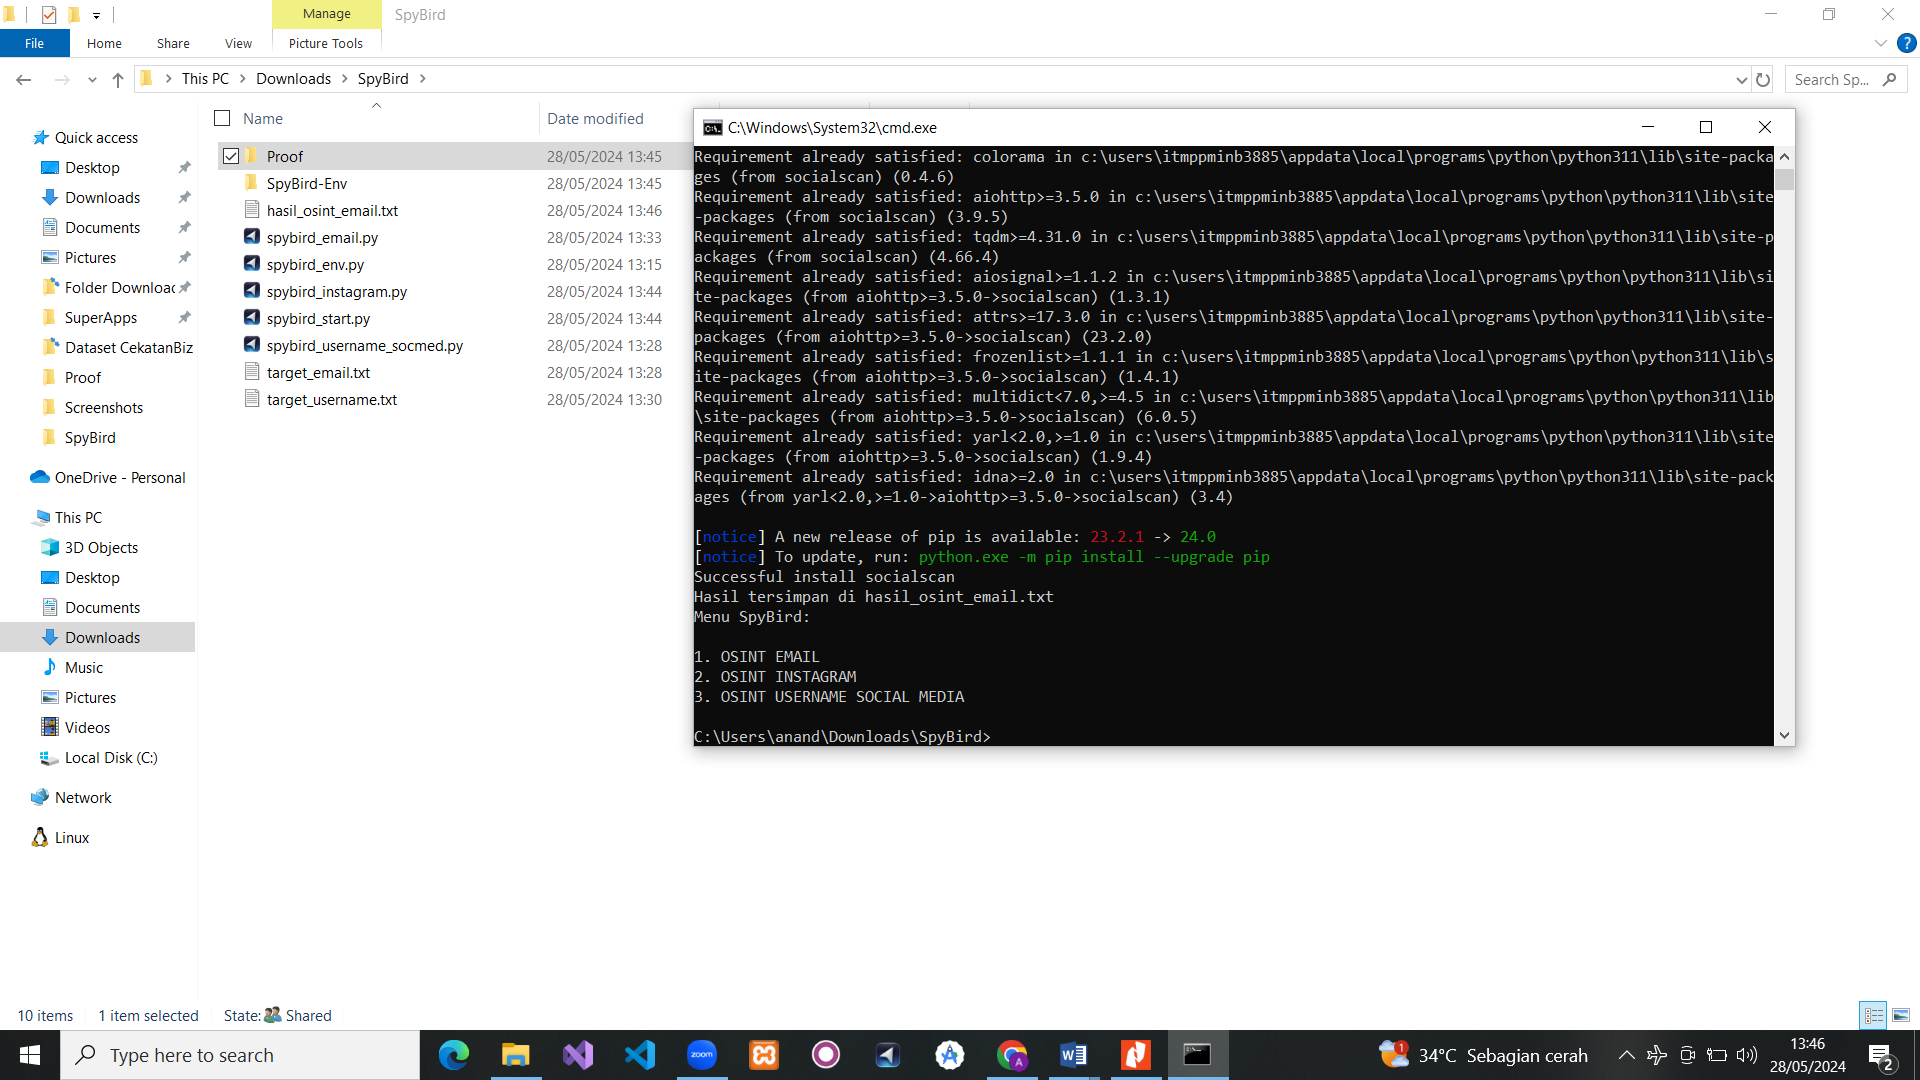 Manage
SpyBird
File
Home
Share
View
Picture Tools
This PC
Downloads
SpyBird
Search Sp...
Name
Date modified
Quick access
Desktop
Downloads
Documents
Pictures
Folder Downloac
SuperApps
Dataset CekatanBiz
Proof
Screenshots
SpyBird
OneDrive - Personal
This PC
3D Objects
Desktop
Documents
Downloads
Music
Pictures
Videos
Local Disk (C:)
Network
Linux
Proof 28/05/2024 13:45
SpyBird-Env 28/05/2024 13:45
hasil_osint_email.txt 28/05/2024 13:46
spybird_email.py 28/05/2024 13:33
spybird_env.py 28/05/2024 13:15
spybird_instagram.py 28/05/2024 13:44
spybird_start.py 28/05/2024 13:44
spybird_username_socmed.py 28/05/2024 13:28
target_email.txt 28/05/2024 13:28
target_username.txt 28/05/2024 13:30
C:\Windows\System32\cmd.exe
Requirement already satisfied: colorama in c:\users\itmppminb3885\appdata\local\programs\python\python311\lib\site-packa
ges (from socialscan) (0.4.6)
Requirement already satisfied: aiohttp>=3.5.0 in c:\users\itmppminb3885\appdata\local\programs\python\python311\lib\site
-packages (from socialscan) (3.9.5)
Requirement already satisfied: tqdm>=4.31.0 in c:\users\itmppminb3885\appdata\local\programs\python\python311\lib\site-p
ackages (from socialscan) (4.66.4)
Requirement already satisfied: aiosignal>=1.1.2 in c:\users\itmppminb3885\appdata\local\programs\python\python311\lib\si
te-packages (from aiohttp>=3.5.0->socialscan) (1.3.1)
Requirement already satisfied: attrs>=17.3.0 in c:\users\itmppminb3885\appdata\local\programs\python\python311\lib\site-
packages (from aiohttp>=3.5.0->socialscan) (23.2.0)
Requirement already satisfied: frozenlist>=1.1.1 in c:\users\itmppminb3885\appdata\local\programs\python\python311\lib\s
ite-packages (from aiohttp>=3.5.0->socialscan) (1.4.1)
Requirement already satisfied: multidict<7.0,>=4.5 in c:\users\itmppminb3885\appdata\local\programs\python\python311\lib
\site-packages (from aiohttp>=3.5.0->socialscan) (6.0.5)
Requirement already satisfied: yarl<2.0,>=1.0 in c:\users\itmppminb3885\appdata\local\programs\python\python311\lib\site
-packages (from aiohttp>=3.5.0->socialscan) (1.9.4)
Requirement already satisfied: idna>=2.0 in c:\users\itmppminb3885\appdata\local\programs\python\python311\lib\site-pack
ages (from yarl<2.0,>=1.0->aiohttp>=3.5.0->socialscan) (3.4)
[notice] A new release of pip is available: 23.2.1 -> 24.0
[notice] To update, run: python.exe -m pip install --upgrade pip
Successful install socialscan
Hasil tersimpan di hasil_osint_email.txt
Menu SpyBird:
1. OSINT EMAIL
2. OSINT INSTAGRAM
3. OSINT USERNAME SOCIAL MEDIA
C:\Users\anand\Downloads\SpyBird>
10 items
1 item selected
State: Shared
Type here to search
zoom
1
34°C Sebagian cerah
13:46
28/05/2024
2